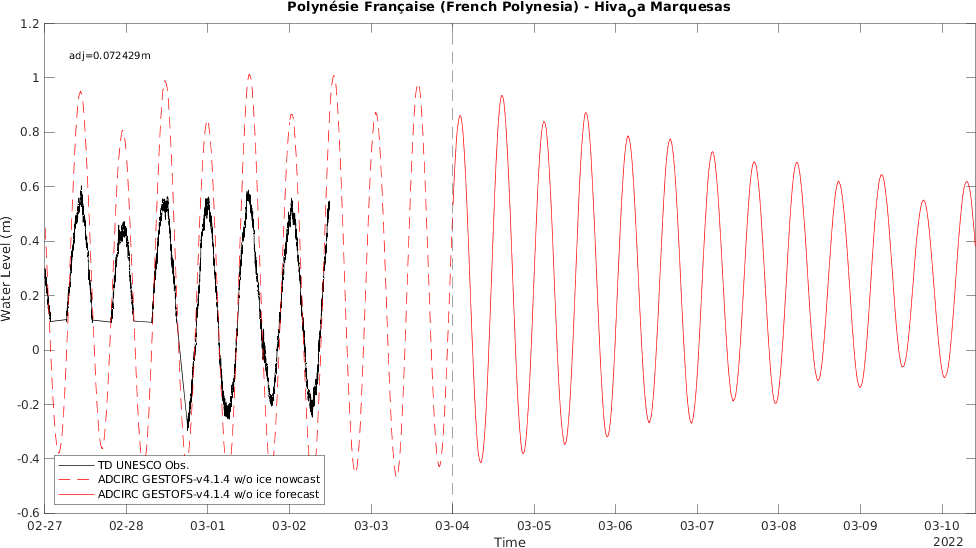 Polynésie Française (French Polynesia) - Hiva_Oa Marquesas
1.2
adj=0.072429m
1
0.8
0.6
0.4
0.2
0
-0.2
-0.4
-0.6
Water Level (m)
TD UNESCO Obs.
ADCIRC GESTOFS-v4.1.4 w/o ice nowcast
ADCIRC GESTOFS-v4.1.4 w/o ice forecast
02-27 02-28 03-01 03-02 03-03 03-04 03-05 03-06 03-07 03-08 03-09 03-10
Time
2022